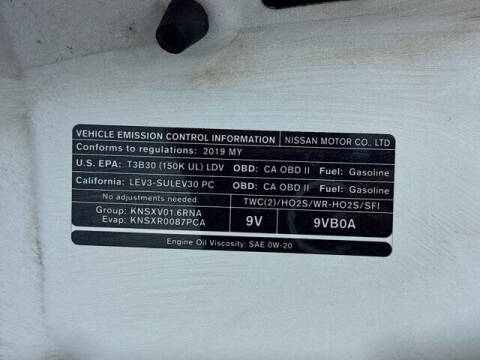 VEHICLE EMISSION CONTROL INFORMATION NISSAN MOTOR CO., LTD
Conforms to regulations: 2019 MY
U.S. EPA: T3B30 (150K UL) LDV OBD: CA OBD II Fuel: Gasoline
California: LEV3-SULEV30 PC OBD: CA OBD II Fuel: Gasoline
No adjustments needed. TWC(2)/HO2S/WR-HO2S/SFI
Group: KNSXV01.6RNA
Evap: KNSXR0087PCA 9V 9VB0A
Engine Oil Viscosity: SAE 0W-20